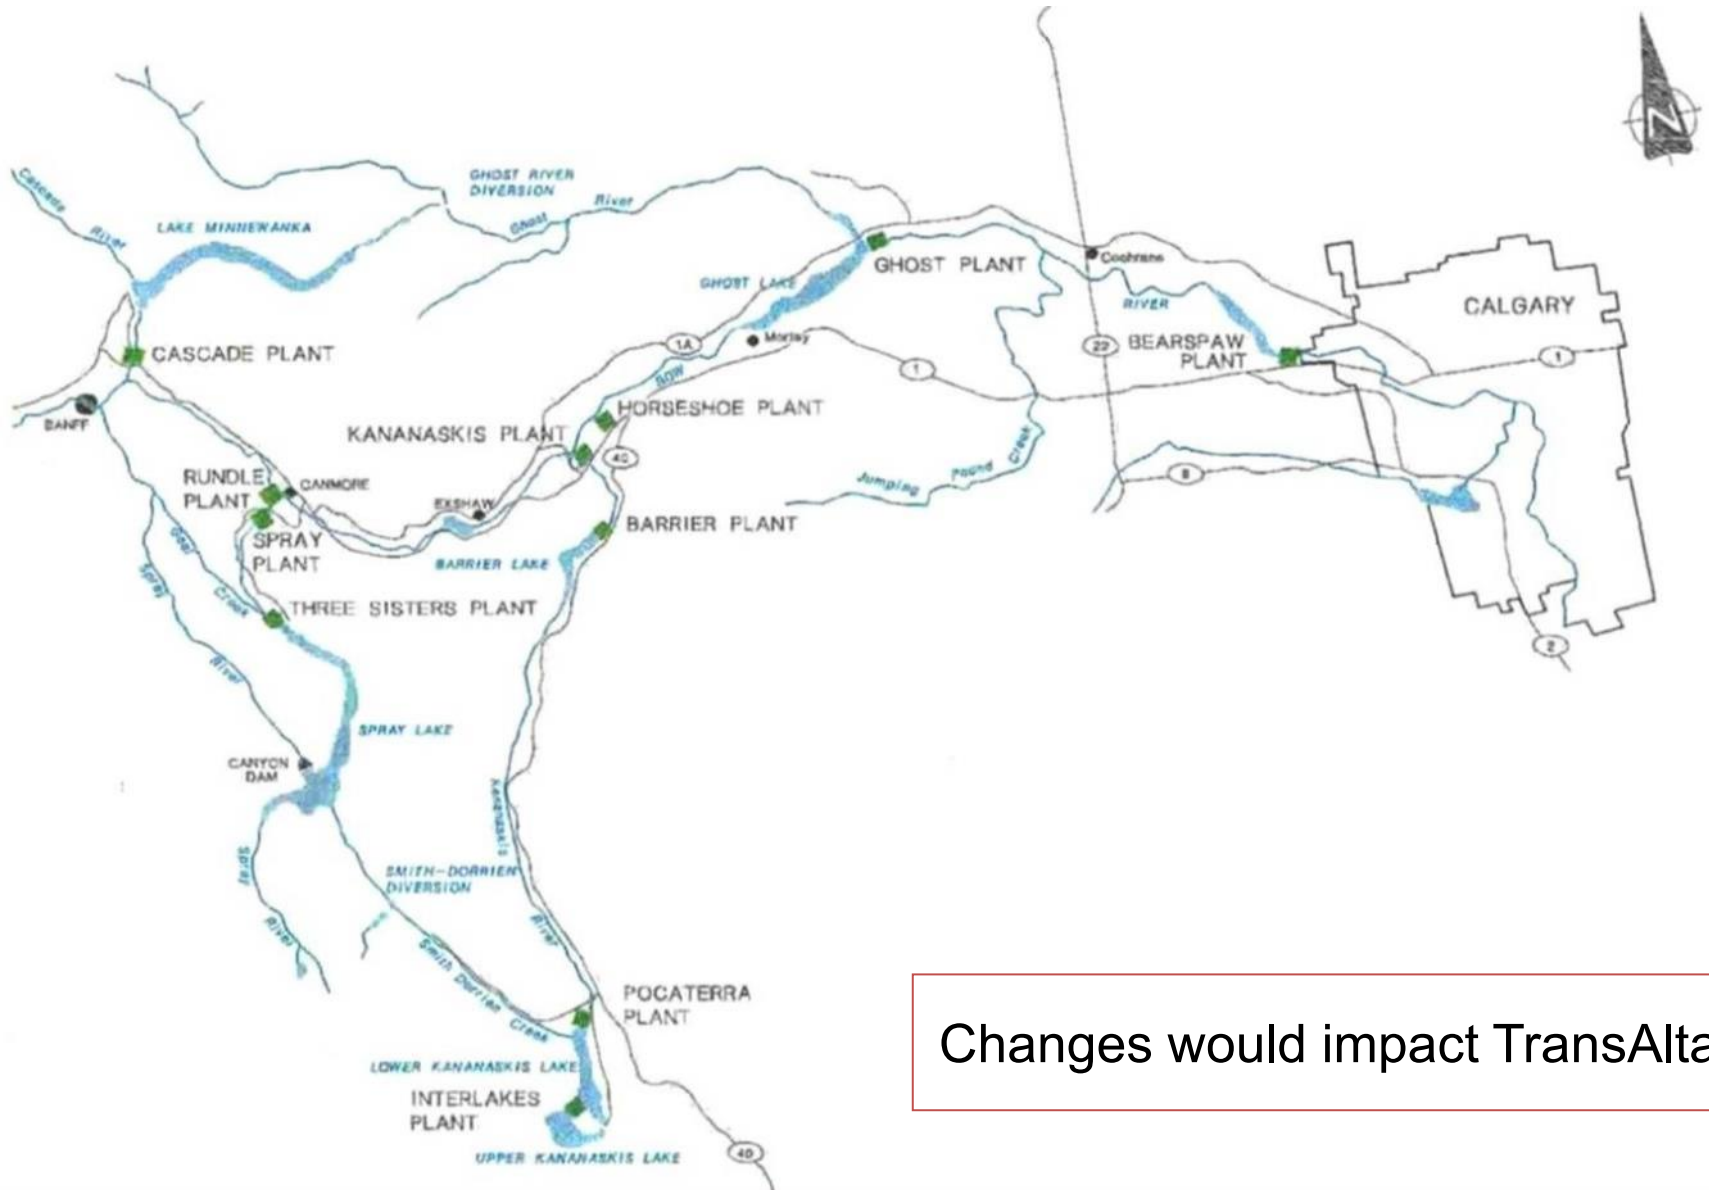 N
Cascade
River
LAKE MINNEWANKA
GHOST RIVER
DIVERSION
Ghost
River
GHOST LAKE
GHOST PLANT
Cochrane
RIVER
CALGARY
CASCADE PLANT
BANFF
1A
Morley
BOW
1
22
BEARSPAW
PLANT
1
HORSESHOE PLANT
KANANASKIS PLANT
40
RUNDLE
PLANT
CANMORE
EXSHAW
Jumping
Pound
Creek
8
SPRAY
PLANT
BARRIER PLANT
BARRIER LAKE
Goat
Creek
Spray
River
THREE SISTERS PLANT
2
SPRAY LAKE
CANYON
DAM
Kananaskis
River
Spray
River
SMITH-DORRIEN
DIVERSION
Smith Dorrien Creek
POCATERRA
PLANT
LOWER KANANASKIS LAKE
INTERLAKES
PLANT
UPPER KANANASKIS LAKE
40
Changes would impact TransAlta